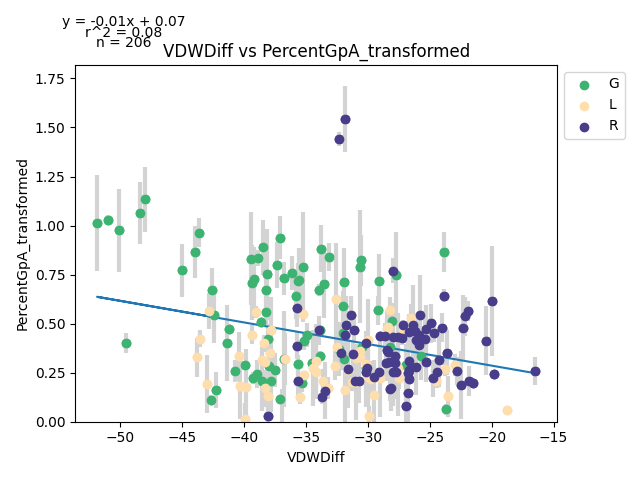 y = -0.01x + 0.07
r^2 = 0.08
n = 206
VDWDiff vs PercentGpA_transformed
G
L
R
PercentGpA_transformed
1.75
1.50
1.25
1.00
0.75
0.50
0.25
0.00
−50
−45
−40
−35
−30
−25
−20
−15
VDWDiff